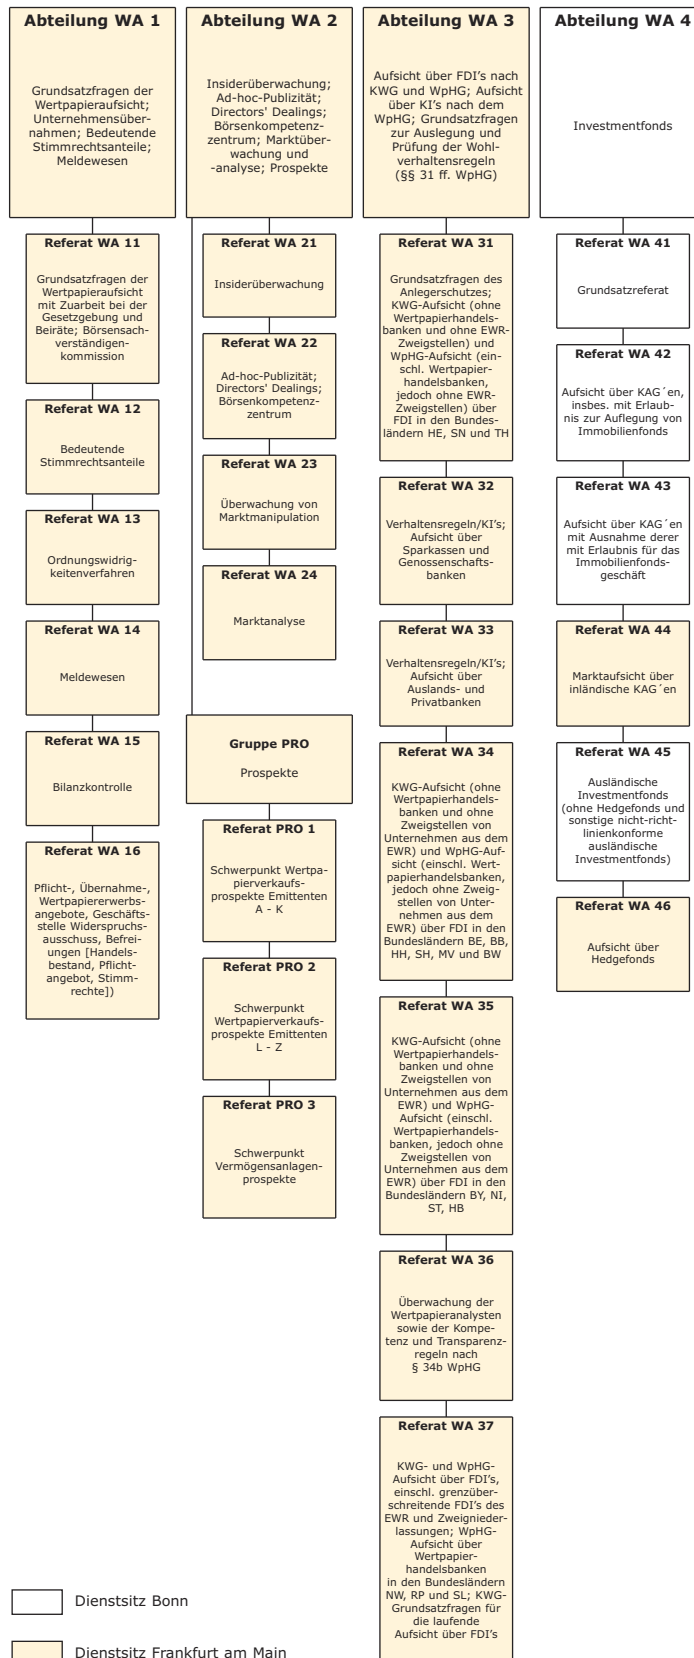 Abteilung WA 1
Grundsatzfragen der
Wertpapieraufsicht;
Unternehmensüber-
nahmen; Bedeutende
Stimmrechtsanteile;
Meldewesen
Referat WA 11
Grundsatzfragen der
Wertpapieraufsicht
mit Zuarbeit bei der
Gesetzgebung und
Beiräte; Börsensach-
verständigen-
kommission
Referat WA 12
Bedeutende
Stimmrechtsanteile
Referat WA 13
Ordnungswidrig-
keitenverfahren
Referat WA 14
Meldewesen
Referat WA 15
Bilanzkontrolle
Referat WA 16
Pflicht-, Übernahme-,
Wertpapiererwerbs-
angebote, Geschäfts-
stelle Widerspruchs-
ausschuss, Befrei-
ungen [Handels-
bestand, Pflicht-
angebot, Stimm-
rechte])
Abteilung WA 2
Insiderüberwachung;
Ad-hoc-Publizität;
Directors' Dealings;
Börsenkompetenz-
zentrum; Marktüber-
wachung und
-analyse; Prospekte
Referat WA 21
Insiderüberwachung
Referat WA 22
Ad-hoc-Publizität;
Directors' Dealings;
Börsenkompetenz-
zentrum
Referat WA 23
Überwachung von
Marktmanipulation
Referat WA 24
Marktanalyse
Gruppe PRO
Prospekte
Referat PRO 1
Schwerpunkt Wertpa-
pierverkaufs-
prospekte Emittenten
A - K
Referat PRO 2
Schwerpunkt
Wertpapierverkaufs-
prospekte Emittenten
L - Z
Referat PRO 3
Schwerpunkt
Vermögensanlagen-
prospekte
Abteilung WA 3
Aufsicht über FDI's nach
KWG und WpHG; Aufsicht
über KI's nach dem
WpHG; Grundsatzfragen
zur Auslegung und
Prüfung der Wohl-
verhaltensregeln
(§§ 31 ff. WpHG)
Referat WA 31
Grundsatzfragen des
Anlegerschutzes;
KWG-Aufsicht (ohne
Wertpapierhandels-
banken und ohne EWR-
Zweigstellen) und
WpHG-Aufsicht (ein-
schl. Wertpapier-
handelsbanken,
jedoch ohne EWR-
Zweigstellen) über
FDI in den Bundes-
ländern HE, SN und TH
Referat WA 32
Verhaltensregeln/KI's;
Aufsicht über
Sparkassen und
Genossenschafts-
banken
Referat WA 33
Verhaltensregeln/KI's;
Aufsicht über
Auslands- und
Privatbanken
Referat WA 34
KWG-Aufsicht (ohne
Wertpapierhandels-
banken und ohne
Zweigstellen von
Unternehmen aus dem
EWR) und WpHG-Auf-
sicht (einschl. Wert-
papierhandelsbanken,
jedoch ohne Zweig-
stellen von Unter-
nehmen aus dem
EWR) über FDI in den
Bundesländern BE, BB,
HH, SH, MV und BW
Referat WA 35
KWG-Aufsicht (ohne
Wertpapierhandels-
banken und ohne
Zweigstellen von
Unternehmen aus dem
EWR) und WpHG-
Aufsicht (einschl.
Wertpapierhandels-
banken, jedoch ohne
Zweigstellen von
Unternehmen aus dem
EWR) über FDI in den
Bundesländern BY, NI,
ST, HB
Referat WA 36
Überwachung der
Wertpapieranalysten
sowie der Kompe-
tenz und Transparenz-
regeln nach
§ 34b WpHG
Referat WA 37
KWG- und WpHG-
Aufsicht über FDI's,
einschl. grenzüber-
schreitende FDI's des
EWR und Zweignieder-
lassungen; WpHG-
Aufsicht über
Wertpapier-
handelsbanken
in den Bundesländern
NW, RP und SL; KWG-
Grundsatzfragen für
die laufende
Aufsicht über FDI's
Abteilung WA 4
Investmentfonds
Referat WA 41
Grundsatzreferat
Referat WA 42
Aufsicht über KAG´en,
insbes. mit Erlaub-
nis zur Auflegung von
Immobilienfonds
Referat WA 43
Aufsicht über KAG´en
mit Ausnahme derer
mit Erlaubnis für das
Immobilienfonds-
geschäft
Referat WA 44
Marktaufsicht über
inländische KAG´en
Referat WA 45
Ausländische
Investmentfonds
(ohne Hedgefonds und
sonstige nicht-richt-
linienkonforme
ausländische
Investmentfonds)
Referat WA 46
Aufsicht über
Hedgefonds
Dienstsitz Bonn
Dienstsitz Frankfurt am Main